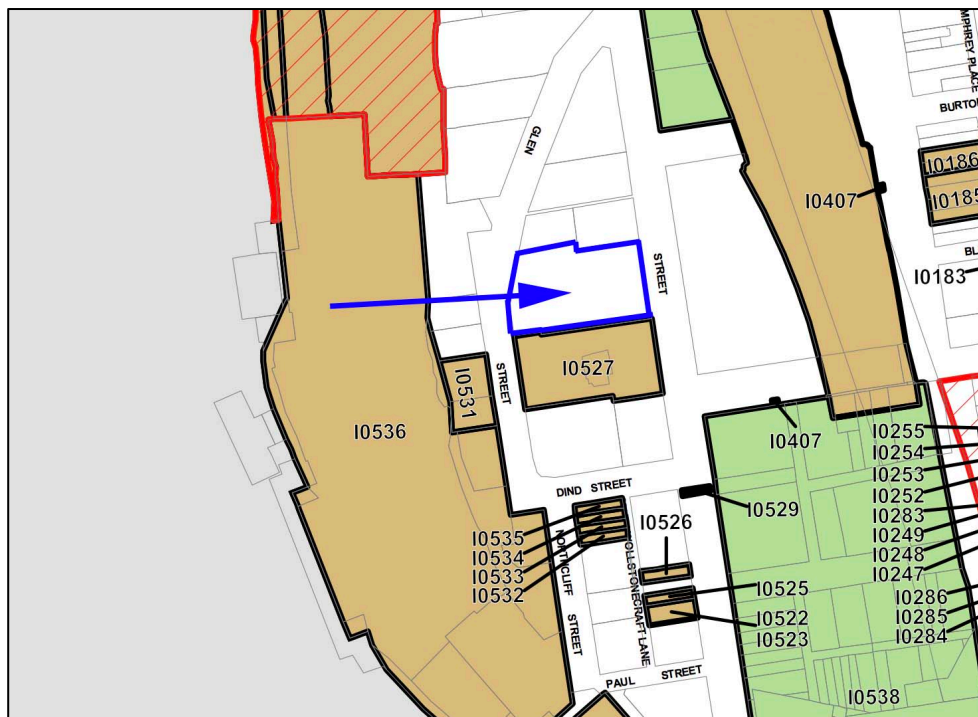 MPHREY PLACE
BURTO
I0186
I0185
I0407
BL
I0183
GLEN
STREET
I0527
STREET
I0531
I0536
I0407
I0255
I0254
I0253
I0252
I0283
I0249
I0248
I0247
I0286
I0285
I0284
DIND STREET
I0529
I0526
I0535
I0534
I0533
I0532
NORTHCLIFF
STREET
OLLSTONECRAFT LANE
I0525
I0522
I0523
PAUL STREET
I0538